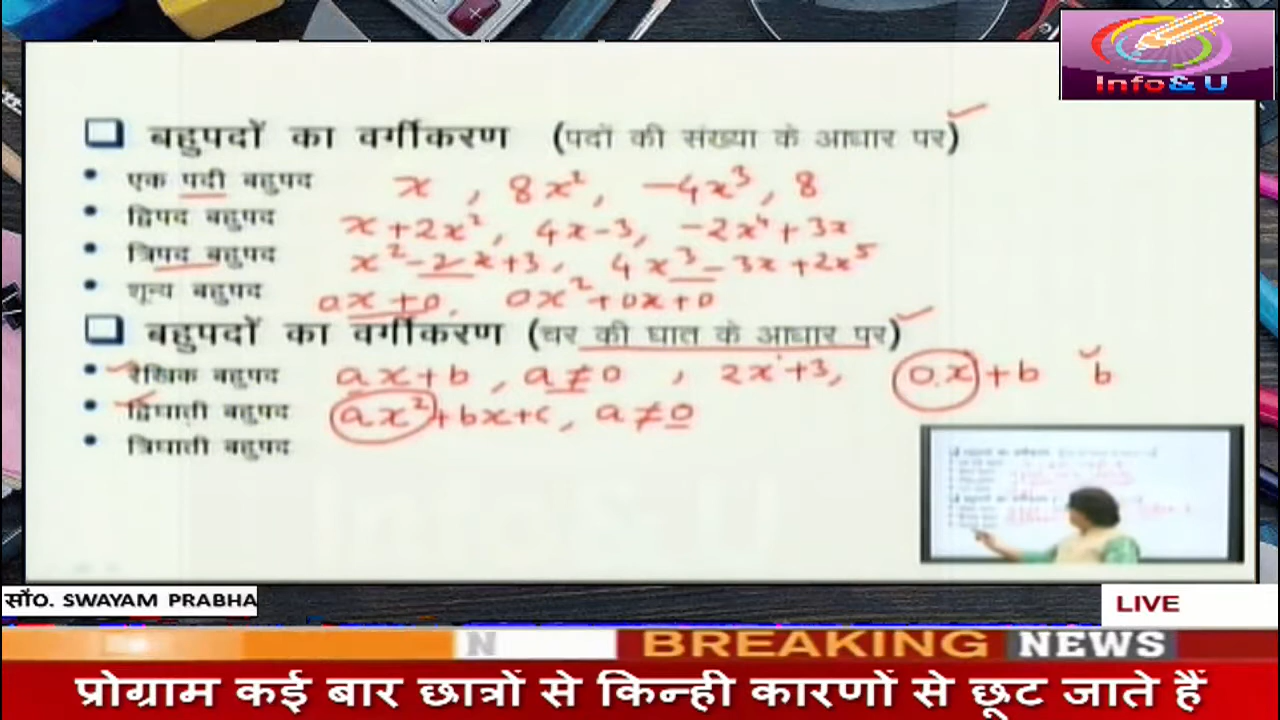 Info & U
❑ बहुपदों का वर्गीकरण (पदों की संख्या के आधार पर)
• एक पदी बहुपद x , 8x², -4x³, 8
• द्विपद बहुपद x+2x², 4x-3, -2x⁴+3x
• त्रिपद बहुपद x²-2x+3, 4x³-3x+2x⁵
• शून्य बहुपद 0x+0, 0x²+0x+0
❑ बहुपदों का वर्गीकरण (चर की घात के आधार पर)
• रैखिक बहुपद ax+b, a≠0 , 2x¹+3, 0.x+b b
• द्विघाती बहुपद ax²+bx+c, a≠0
• त्रिघाती बहुपद
सौं0. SWAYAM PRABHA
LIVE
N BREAKING NEWS
प्रोग्राम कई बार छात्रों से किन्ही कारणों से छूट जाते हैं